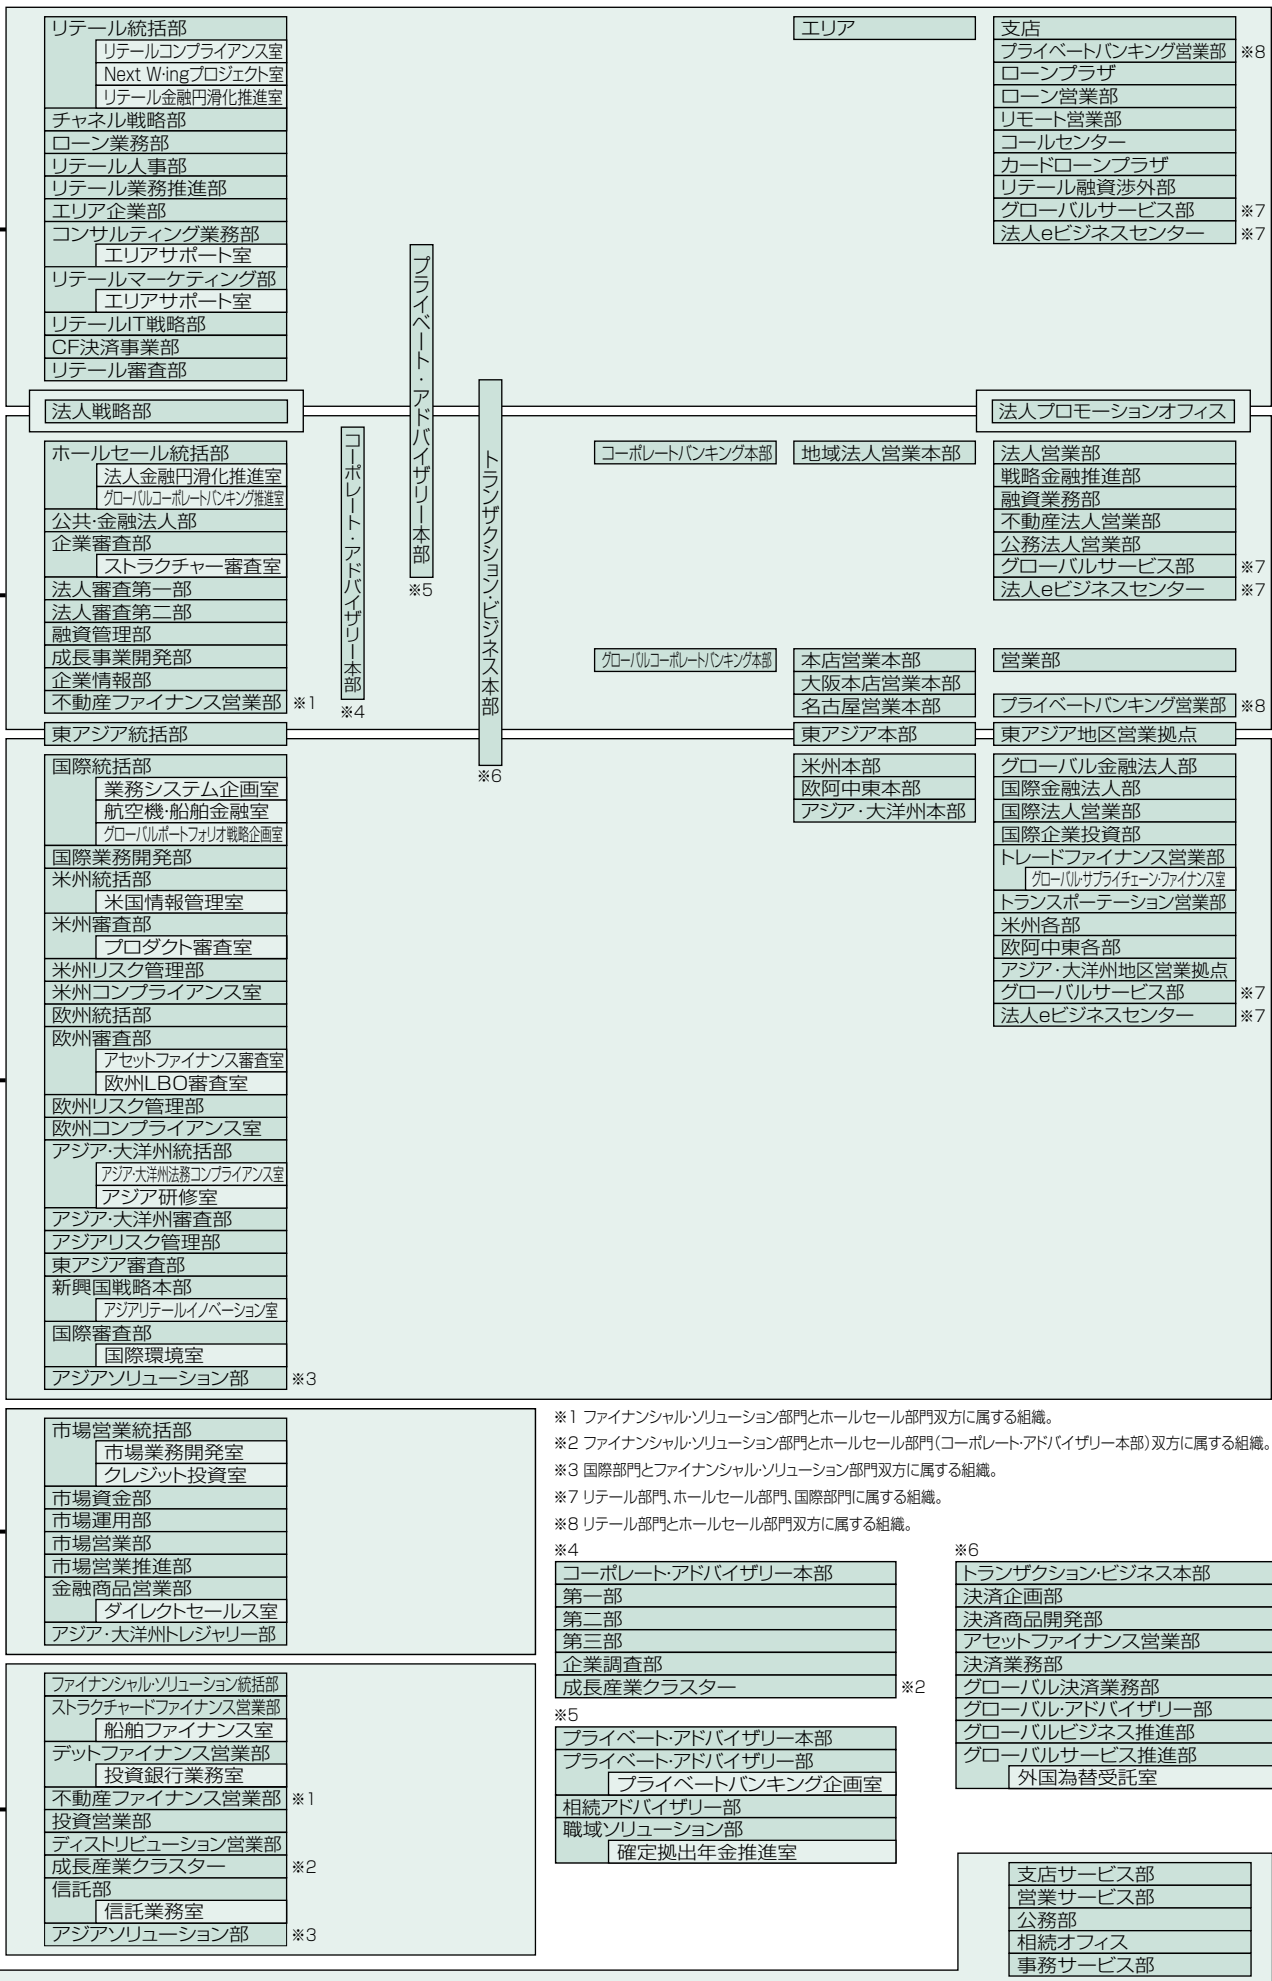 リテール統括部
リテールコンプライアンス室
Next W·ingプロジェクト室
リテール金融円滑化推進室
チャネル戦略部
ローン業務部
リテール人事部
リテール業務推進部
エリア企業部
コンサルティング業務部
エリアサポート室
リテールマーケティング部
エリアサポート室
リテールIT戦略部
CF決済事業部
リテール審査部
エリア
支店
プライベートバンキング営業部 ※8
ローンプラザ
ローン営業部
リモート営業部
コールセンター
カードローンプラザ
リテール融資渉外部
グローバルサービス部 ※7
法人eビジネスセンター ※7
法人戦略部
法人プロモーションオフィス
プライベート・アドバイザリー本部
※5
コーポレート・アドバイザリー本部
※4
トランザクション・ビジネス本部
※6
ホールセール統括部
法人金融円滑化推進室
グローバルコーポレートバンキング推進室
公共・金融法人部
企業審査部
ストラクチャー審査室
法人審査第一部
法人審査第二部
融資管理部
成長事業開発部
企業情報部
不動産ファイナンス営業部 ※1
コーポレートバンキング本部
地域法人営業本部
法人営業部
戦略金融推進部
融資業務部
不動産法人営業部
公務法人営業部
グローバルサービス部 ※7
法人eビジネスセンター ※7
グローバルコーポレートバンキング本部
本店営業本部
大阪本店営業本部
名古屋営業本部
営業部
プライベートバンキング営業部 ※8
東アジア統括部
東アジア本部
東アジア地区営業拠点
国際統括部
業務システム企画室
航空機・船舶金融室
グローバルポートフォリオ戦略企画室
国際業務開発部
米州統括部
米国情報管理室
米州審査部
プロダクト審査室
米州リスク管理部
米州コンプライアンス室
欧州統括部
欧州審査部
アセットファイナンス審査室
欧州LBO審査室
欧州リスク管理部
欧州コンプライアンス室
アジア・大洋州統括部
アジア・大洋州法務コンプライアンス室
アジア研修室
アジア・大洋州審査部
アジアリスク管理部
東アジア審査部
新興国戦略本部
アジアリテールイノベーション室
国際審査部
国際環境室
アジアソリューション部 ※3
米州本部
欧阿中東本部
アジア・大洋州本部
グローバル金融法人部
国際金融法人部
国際法人営業部
国際企業投資部
トレードファイナンス営業部
グローバル・サプライチェーン・ファイナンス室
トランスポーテーション営業部
米州各部
欧阿中東各部
アジア・大洋州地区営業拠点
グローバルサービス部 ※7
法人eビジネスセンター ※7
市場営業統括部
市場業務開発室
クレジット投資室
市場資金部
市場運用部
市場営業部
市場営業推進部
金融商品営業部
ダイレクトセールス室
アジア・大洋州トレジャリー部
ファイナンシャル・ソリューション統括部
ストラクチャードファイナンス営業部
船舶ファイナンス室
デットファイナンス営業部
投資銀行業務室
不動産ファイナンス営業部 ※1
投資営業部
ディストリビューション営業部
成長産業クラスター ※2
信託部
信託業務室
アジアソリューション部 ※3
※1 ファイナンシャル・ソリューション部門とホールセール部門双方に属する組織。
※2 ファイナンシャル・ソリューション部門とホールセール部門（コーポレート・アドバイザリー本部）双方に属する組織。
※3 国際部門とファイナンシャル・ソリューション部門双方に属する組織。
※7 リテール部門、ホールセール部門、国際部門に属する組織。
※8 リテール部門とホールセール部門双方に属する組織。
※4
コーポレート・アドバイザリー本部
第一部
第二部
第三部
企業調査部
成長産業クラスター ※2
※5
プライベート・アドバイザリー本部
プライベート・アドバイザリー部
プライベートバンキング企画室
相続アドバイザリー部
職域ソリューション部
確定拠出年金推進室
※6
トランザクション・ビジネス本部
決済企画部
決済商品開発部
アセットファイナンス営業部
決済業務部
グローバル決済業務部
グローバル・アドバイザリー部
グローバルビジネス推進部
グローバルサービス推進部
外国為替受託室
支店サービス部
営業サービス部
公務部
相続オフィス
事務サービス部